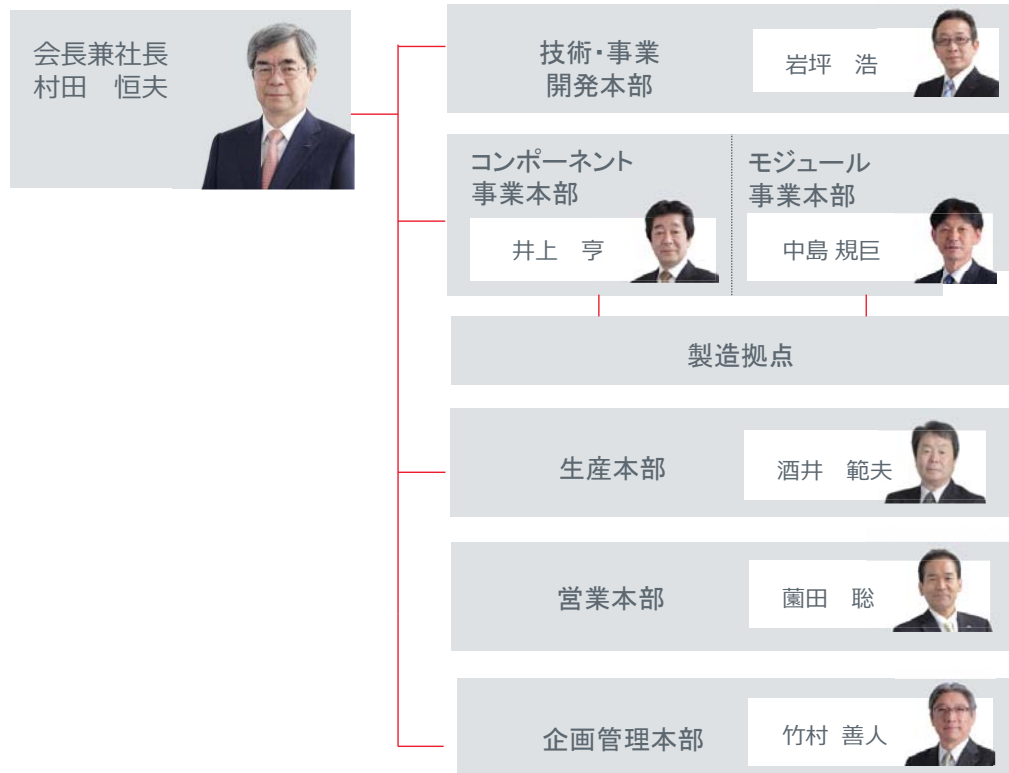 会長兼社長
村田　恒夫
技術・事業
開発本部
岩坪　浩
コンポーネント
事業本部
井上　亨
モジュール
事業本部
中島 規巨
製造拠点
生産本部
酒井　範夫
営業本部
薗田　聡
企画管理本部
竹村 善人